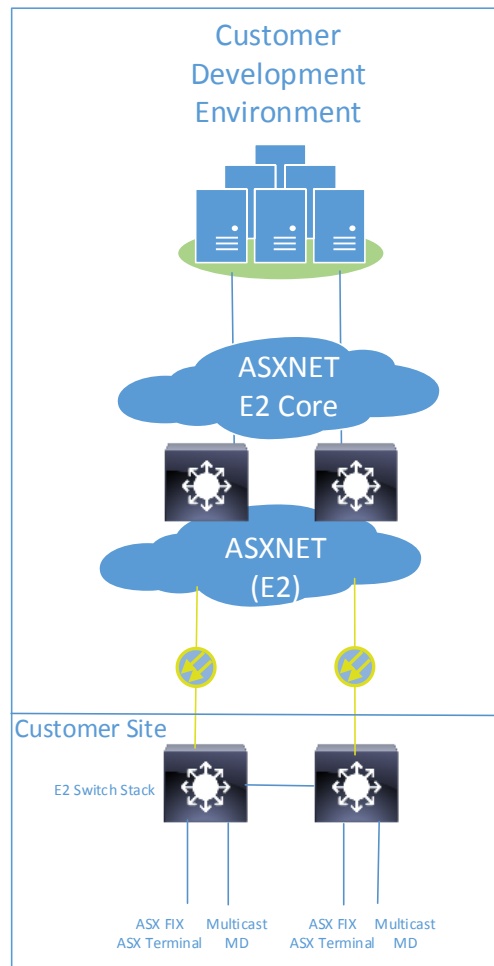 Customer
Development
Environment
ASXNET
E2 Core
ASXNET
(E2)
Customer Site
E2 Switch Stack
ASX FIX
ASX Terminal
Multicast
MD
ASX FIX
ASX Terminal
Multicast
MD